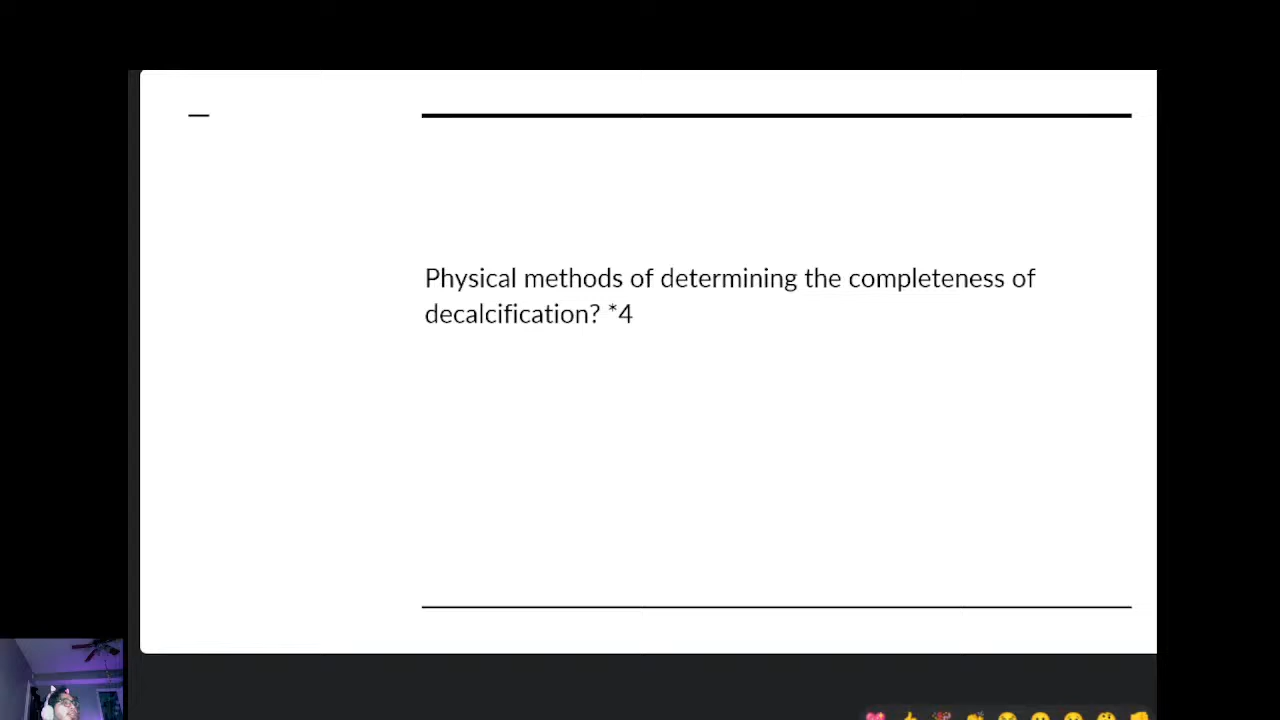 Physical methods of determining the completeness of
decalcification? *4